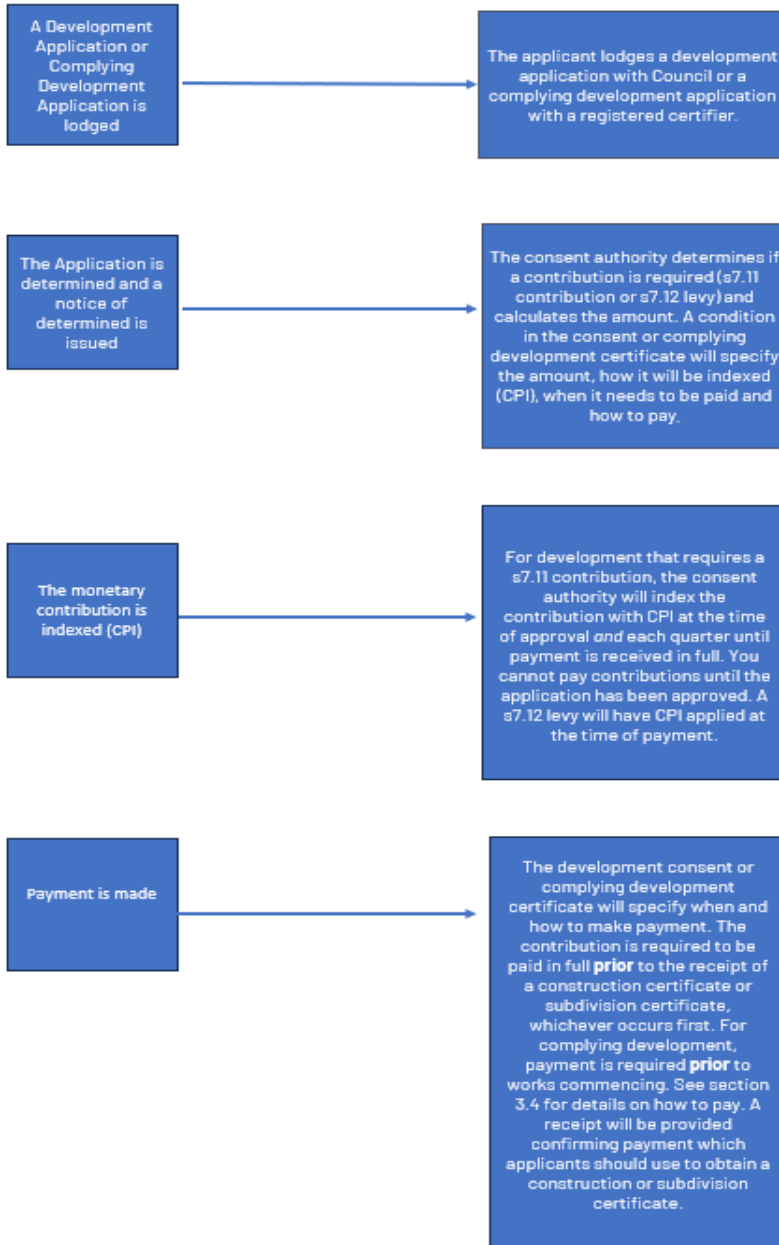 A Development
Application or
Complying
Development
Application is
lodged
The applicant lodges a development
application with Council or a
complying development application
with a registered certifier.
The Application is
determined and a
notice of
determined is
issued
The consent authority determines if
a contribution is required (s7.11
contribution or s7.12 levy) and
calculates the amount. A condition
in the consent or complying
development certificate will specify
the amount, how it will be indexed
(CPI), when it needs to be paid and
how to pay.
The monetary
contribution is
indexed (CPI)
For development that requires a
s7.11 contribution, the consent
authority will index the
contribution with CPI at the time
of approval and each quarter until
payment is received in full. You
cannot pay contributions until the
application has been approved. A
s7.12 levy will have CPI applied at
the time of payment.
Payment is made
The development consent or
complying development
certificate will specify when and
how to make payment. The
contribution is required to be
paid in full prior to the receipt of
a construction certificate or
subdivision certificate,
whichever occurs first. For
complying development,
payment is required prior to
works commencing. See section
3.4 for details on how to pay. A
receipt will be provided
confirming payment which
applicants should use to obtain a
construction or subdivision
certificate.